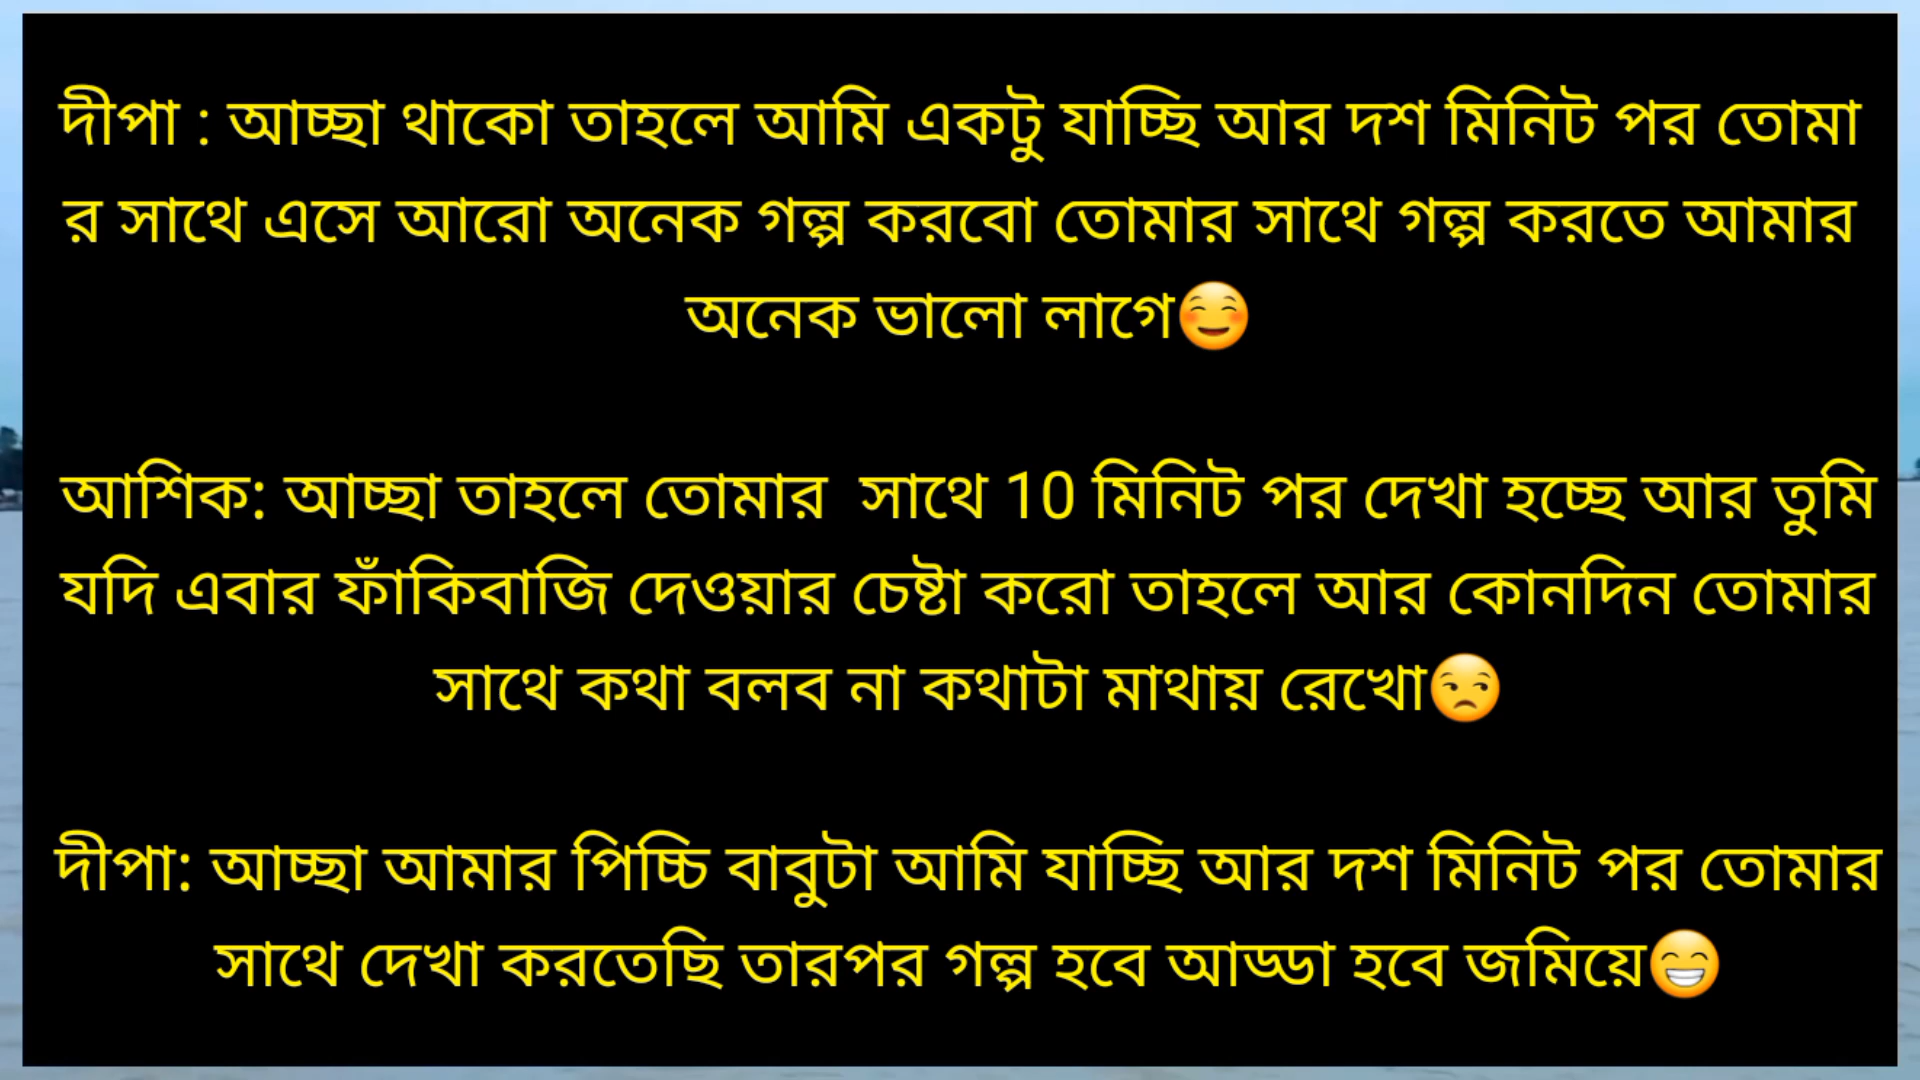 দীপা : আচ্ছা থাকো তাহলে আমি একটু যাচ্ছি আর দশ মিনিট পর তোমা
র সাথে এসে আরো অনেক গল্প করবো তোমার সাথে গল্প করতে আমার
অনেক ভালো লাগে😊
আশিক: আচ্ছা তাহলে তোমার  সাথে 10 মিনিট পর দেখা হচ্ছে আর তুমি
যদি এবার ফাঁকিবাজি দেওয়ার চেষ্টা করো তাহলে আর কোনদিন তোমার
সাথে কথা বলব না কথাটা মাথায় রেখো😒
দীপা: আচ্ছা আমার পিচ্চি বাবুটা আমি যাচ্ছি আর দশ মিনিট পর তোমার
সাথে দেখা করতেছি তারপর গল্প হবে আড্ডা হবে জমিয়ে😁